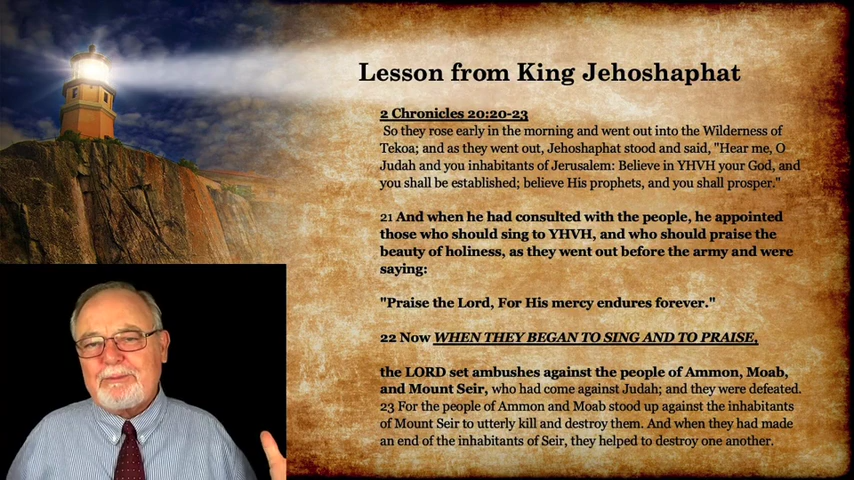 Lesson from King Jehoshaphat
2 Chronicles 20:20-23
So they rose early in the morning and went out into the Wilderness of
Tekoa; and as they went out, Jehoshaphat stood and said, "Hear me, O
Judah and you inhabitants of Jerusalem: Believe in YHVH your God, and
you shall be established; believe His prophets, and you shall prosper."
21 And when he had consulted with the people, he appointed
those who should sing to YHVH, and who should praise the
beauty of holiness, as they went out before the army and were
saying:
"Praise the Lord, For His mercy endures forever."
22 Now WHEN THEY BEGAN TO SING AND TO PRAISE,
the LORD set ambushes against the people of Ammon, Moab,
and Mount Seir, who had come against Judah; and they were defeated.
23 For the people of Ammon and Moab stood up against the inhabitants
of Mount Seir to utterly kill and destroy them. And when they had made
an end of the inhabitants of Seir, they helped to destroy one another.